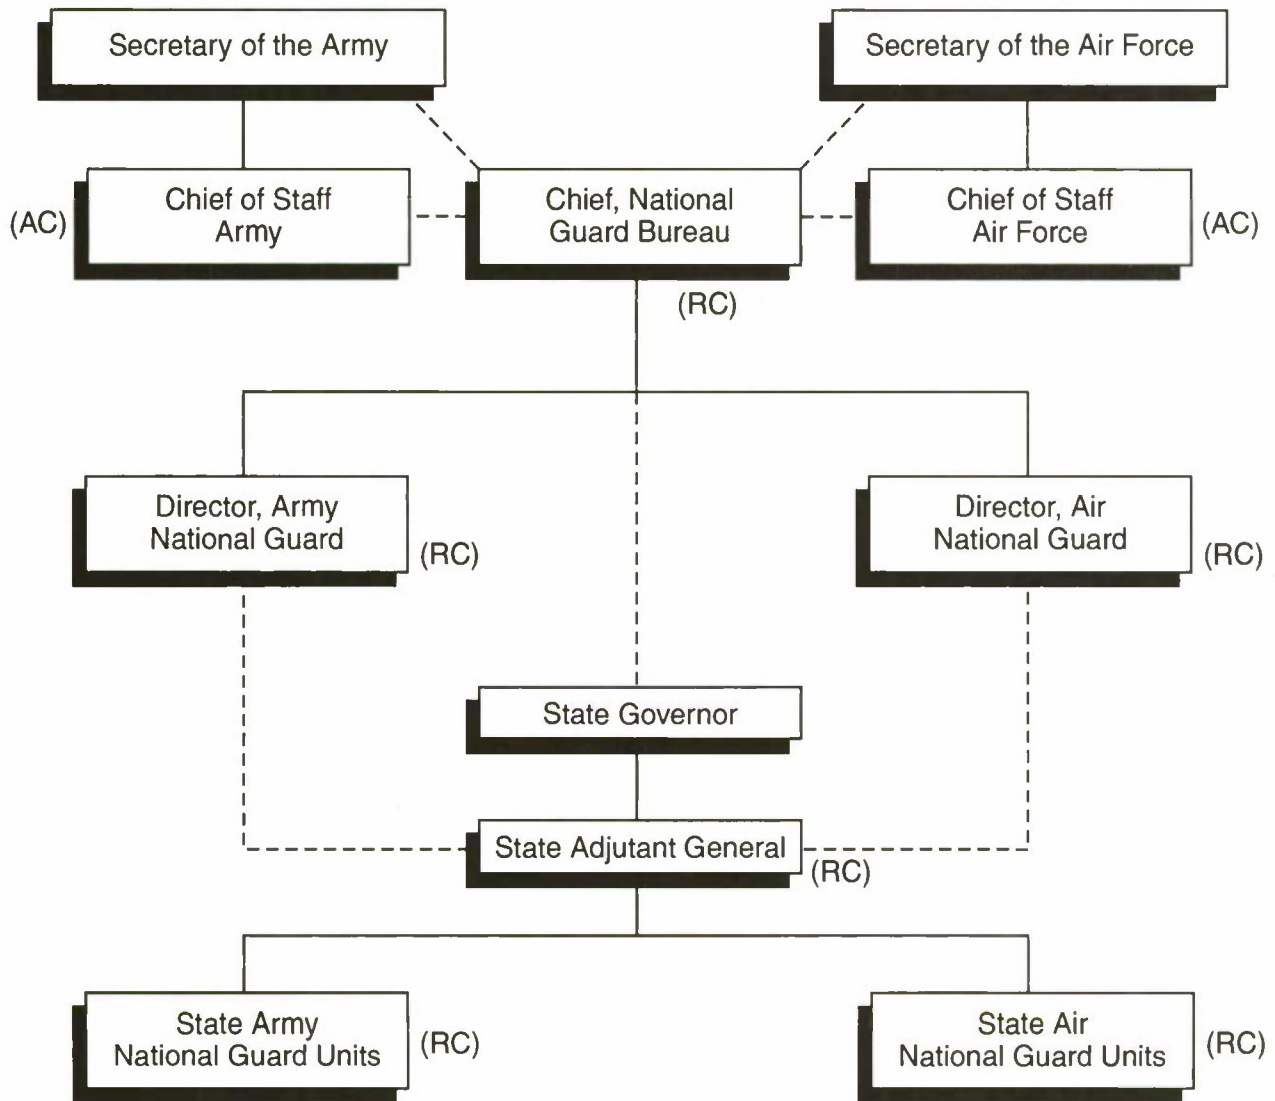 Secretary of the Army
Secretary of the Air Force
(AC)
Chief of Staff
Army
Chief, National
Guard Bureau
(RC)
Chief of Staff
Air Force
(AC)
Director, Army
National Guard
(RC)
Director, Air
National Guard
(RC)
State Governor
State Adjutant General
(RC)
State Army
National Guard Units
(RC)
State Air
National Guard Units
(RC)